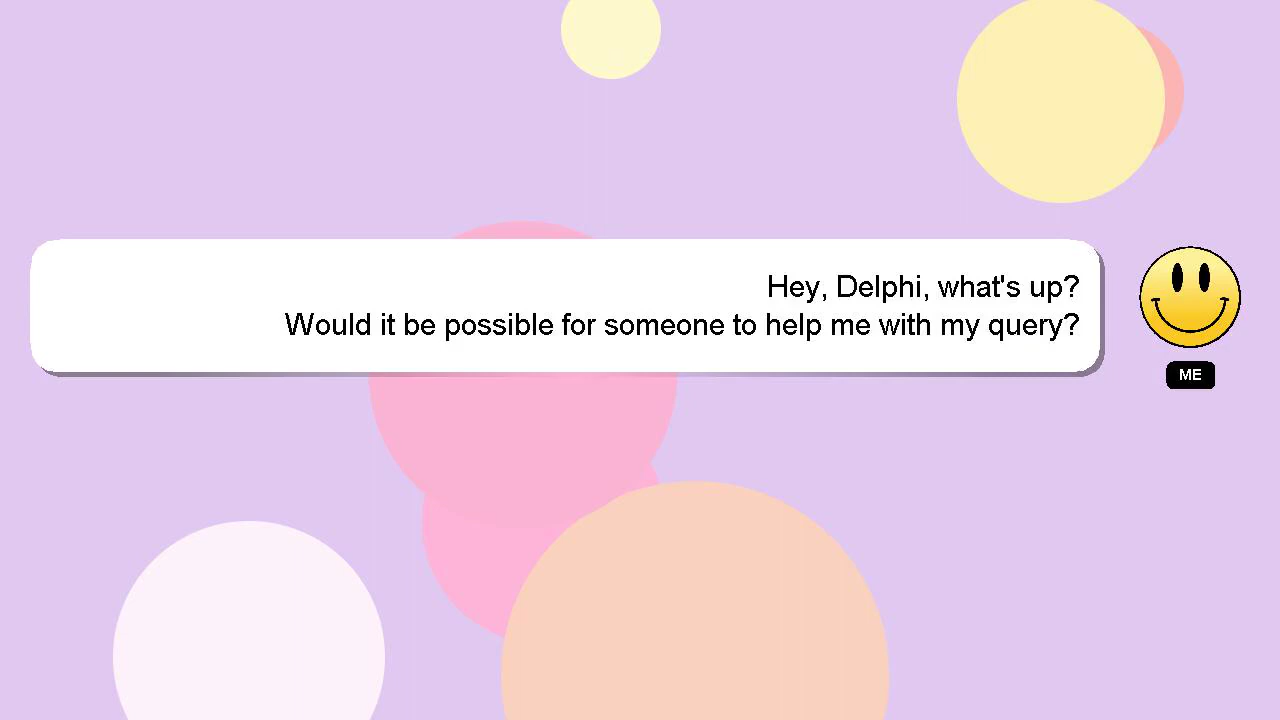 Hey, Delphi, what's up?
Would it be possible for someone to help me with my query?
ME